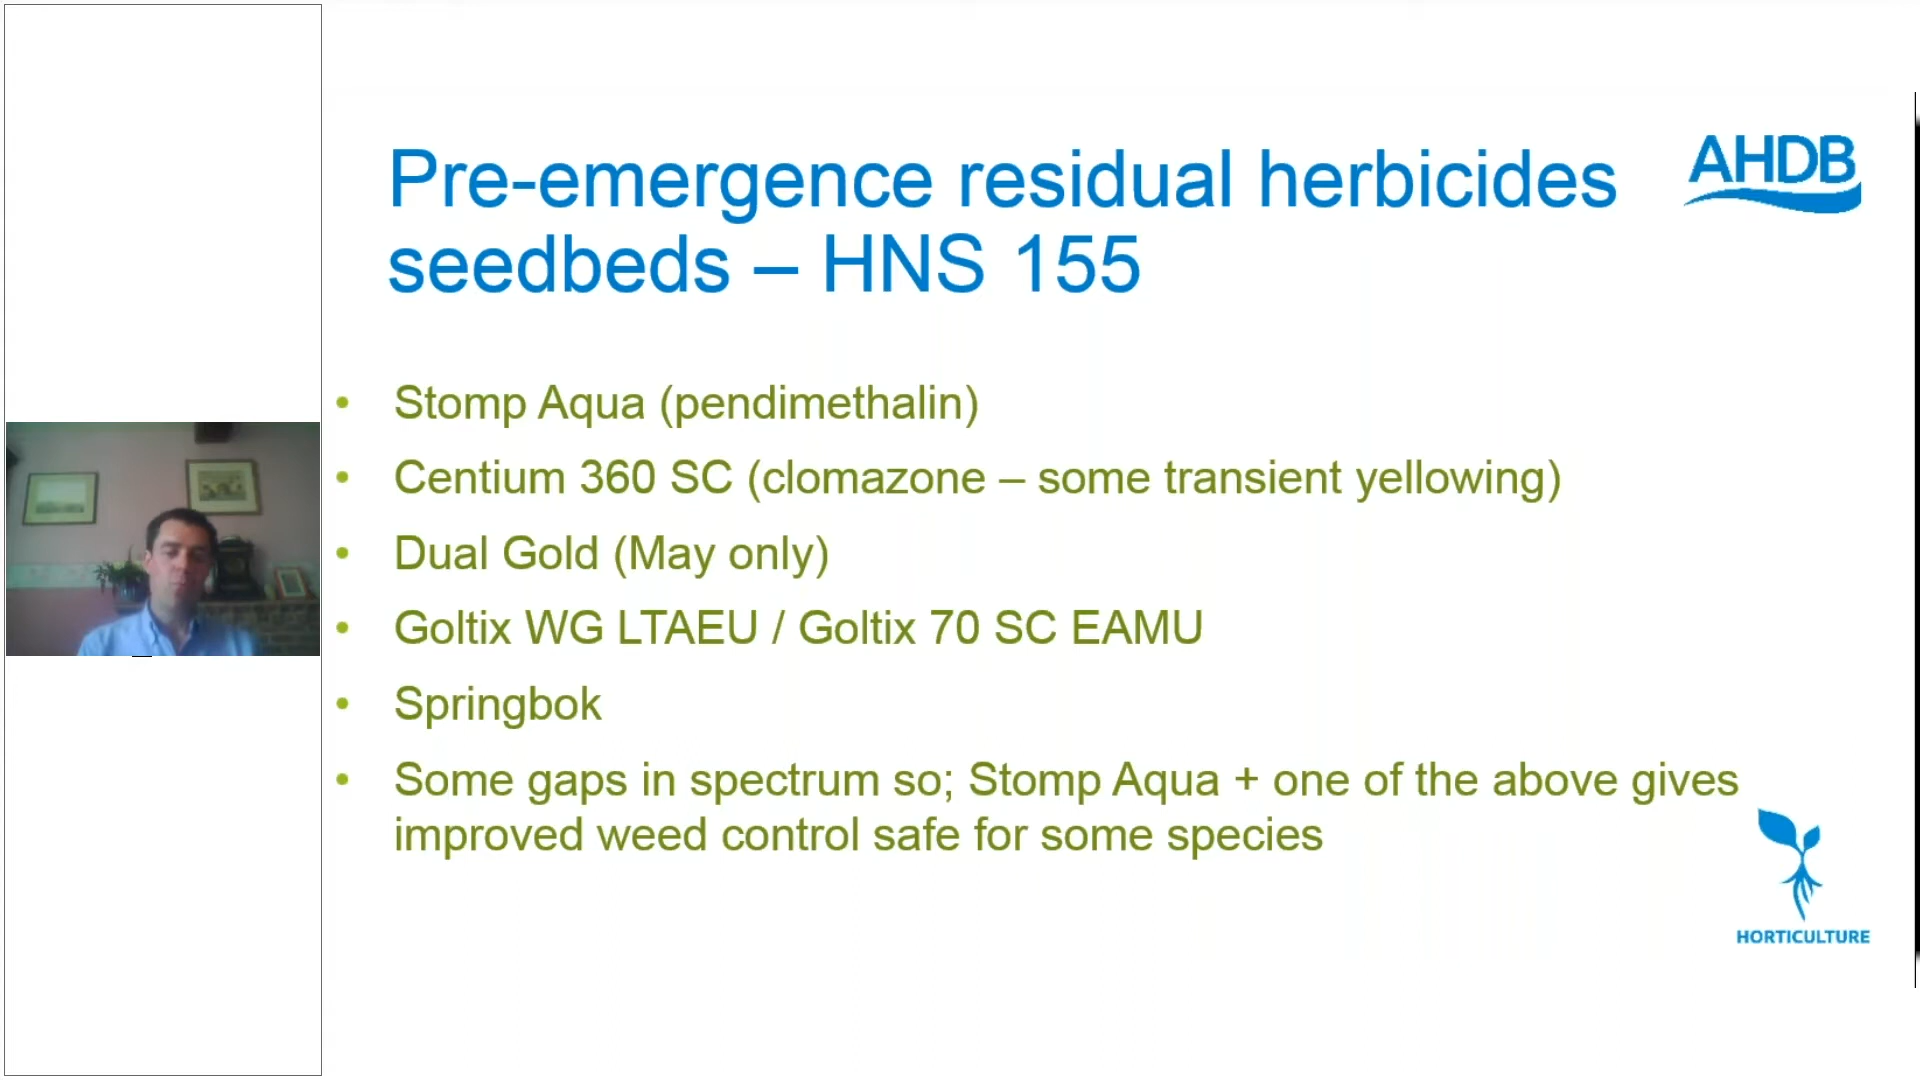 Pre-emergence residual herbicides
seedbeds – HNS 155
AHDB
• Stomp Aqua (pendimethalin)
• Centium 360 SC (clomazone – some transient yellowing)
• Dual Gold (May only)
• Goltix WG LTAEU / Goltix 70 SC EAMU
• Springbok
• Some gaps in spectrum so; Stomp Aqua + one of the above gives
improved weed control safe for some species
HORTICULTURE